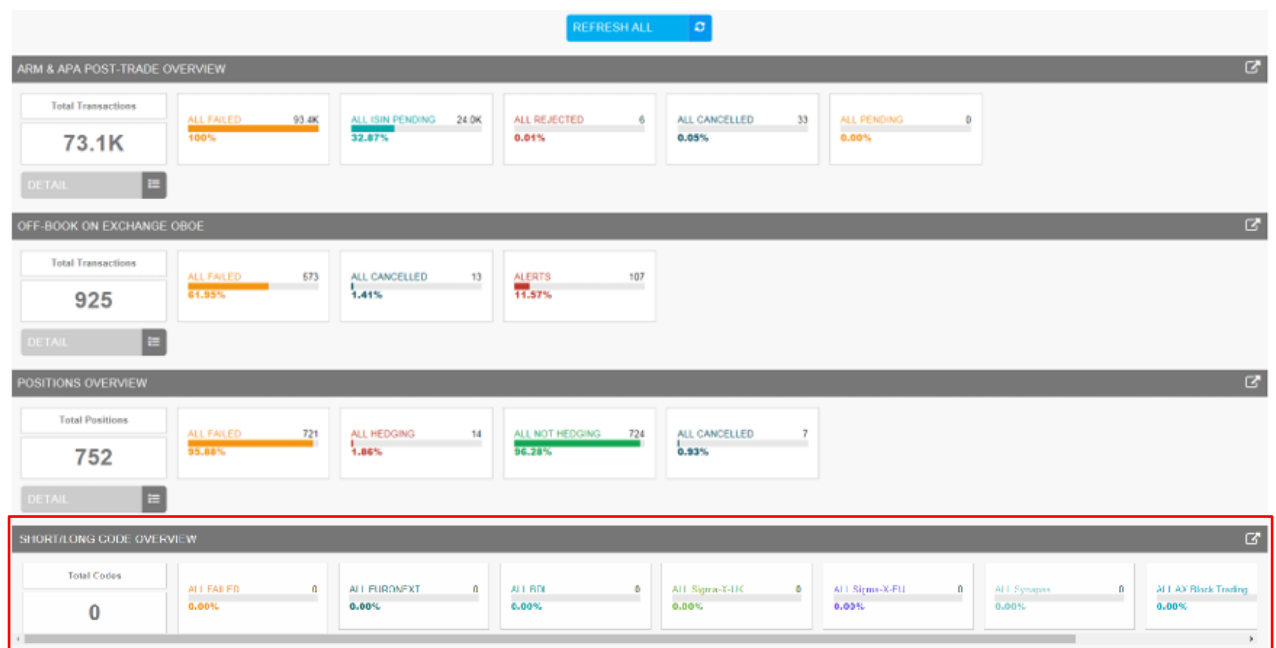 REFRESH ALL
ARM & APA POST-TRADE OVERVIEW
Total Transactions
73.1K
ALL FAILED 93.4K
100%
ALL ISIN PENDING 24.0K
32.87%
ALL REJECTED 6
0.01%
ALL CANCELLED 33
0.05%
ALL PENDING 0
0.00%
DETAIL
OFF-BOOK ON EXCHANGE OBOE
Total Transactions
925
ALL FAILED 573
61.95%
ALL CANCELLED 13
1.41%
ALERTS 107
11.57%
DETAIL
POSITIONS OVERVIEW
Total Positions
752
ALL FAILED 721
95.88%
ALL HEDGING 14
1.86%
ALL NOT HEDGING 724
96.28%
ALL CANCELLED 7
0.93%
DETAIL
SHORT/LONG CODE OVERVIEW
Total Codes
0
ALL FAILED 0
0.00%
ALL EURONEXT 0
0.00%
ALL BDL 0
0.00%
ALL Sigma-X-UK 0
0.00%
ALL Sigma-X-EU 0
0.00%
ALL Synapse 0
0.00%
ALL AX Block Trading
0.00%